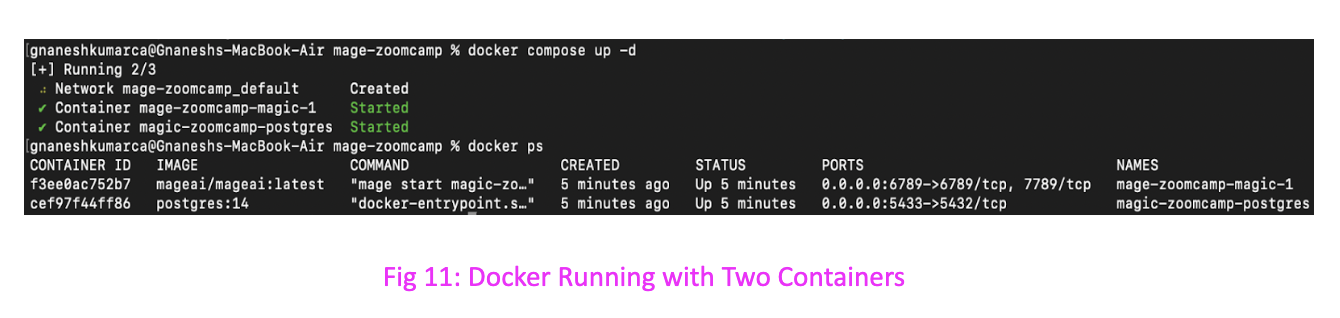 [gnaneshkumarca@Gnaneshs-MacBook-Air mage-zoomcamp % docker compose up -d
[+] Running 2/3
⠴ Network mage-zoomcamp_default Created
✔ Container mage-zoomcamp-magic-1 Started
✔ Container magic-zoomcamp-postgres Started
[gnaneshkumarca@Gnaneshs-MacBook-Air mage-zoomcamp % docker ps
CONTAINER ID IMAGE COMMAND CREATED STATUS PORTS NAMES
f3ee0ac752b7 mageai/mageai:latest "mage start magic-zo…" 5 minutes ago Up 5 minutes 0.0.0.0:6789->6789/tcp, 7789/tcp mage-zoomcamp-magic-1
cef97f44ff86 postgres:14 "docker-entrypoint.s…" 5 minutes ago Up 5 minutes 0.0.0.0:5433->5432/tcp magic-zoomcamp-postgres
Fig 11: Docker Running with Two Containers